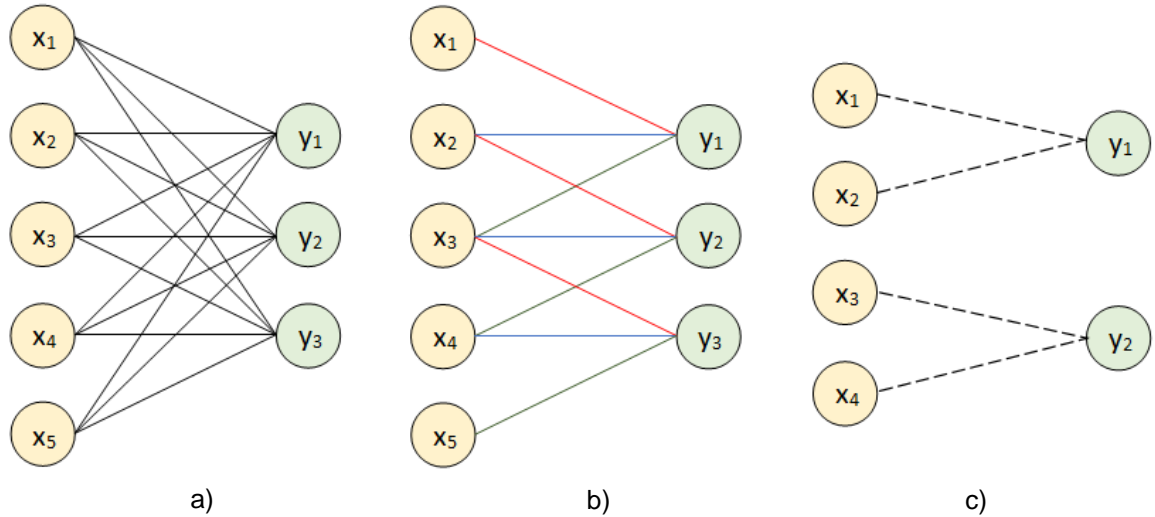 x₁
x₂
x₃
x₄
x₅
y₁
y₂
y₃
a)
x₁
x₂
x₃
x₄
x₅
y₁
y₂
y₃
b)
x₁
x₂
x₃
x₄
y₁
y₂
c)